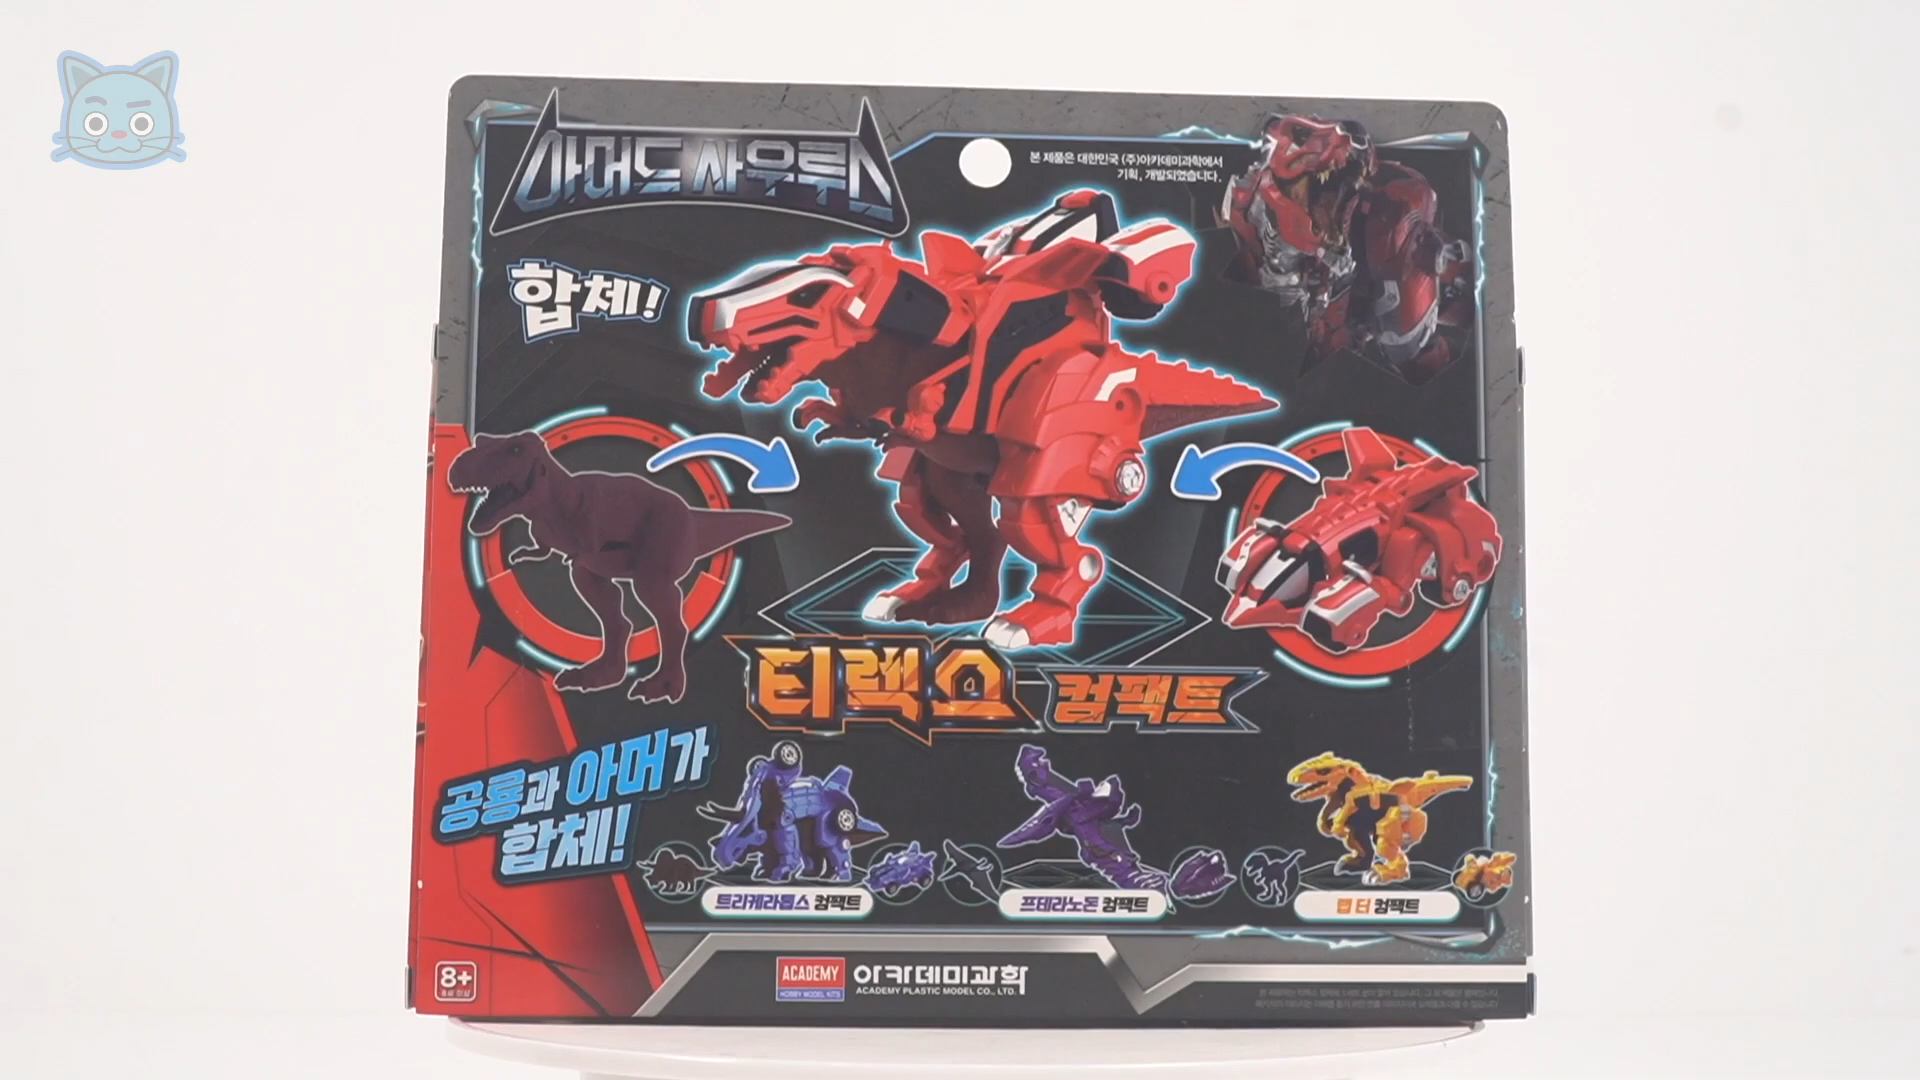 아머드사우루스
본 제품은 대한민국 (주)아카데미과학에서
기획, 개발되었습니다.
합체!
티렉스 컴팩트
공룡과 아머가
합체!
트리케라톱스 컴팩트
프테라노돈 컴팩트
랩터 컴팩트
8+
ACADEMY
HOBBY MODEL KITS
아카데미과학
ACADEMY PLASTIC MODEL CO., LTD.